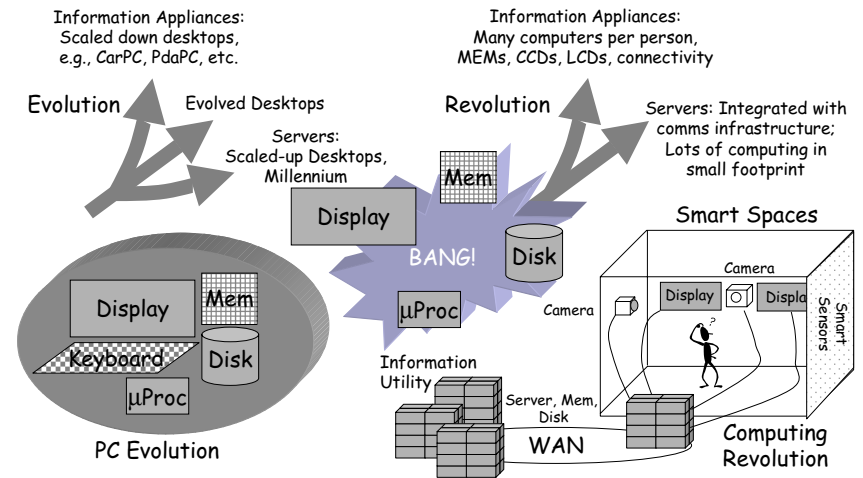 Information Appliances:
Scaled down desktops,
e.g., CarPC, PdaPC, etc.
Evolution
Evolved Desktops
Servers:
Scaled-up Desktops,
Millennium
Display
Mem
Keyboard
Disk
μProc
PC Evolution
Information Appliances:
Many computers per person,
MEMs, CCDs, LCDs, connectivity
Revolution
Servers: Integrated with
comms infrastructure;
Lots of computing in
small footprint
Mem
Display
BANG!
Disk
μProc
Smart Spaces
Camera
Camera
Display
Displa
Smart
Sensors
?
Information
Utility
Server, Mem,
Disk
WAN
Computing
Revolution